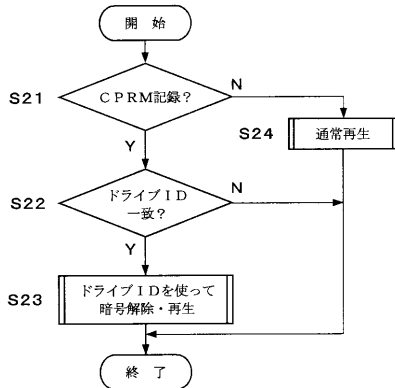 開 始
S21
CPRM記録?
N
Y
S24
通常再生
S22
ドライブID
一致?
N
Y
S23
ドライブIDを使って
暗号解除・再生
終 了